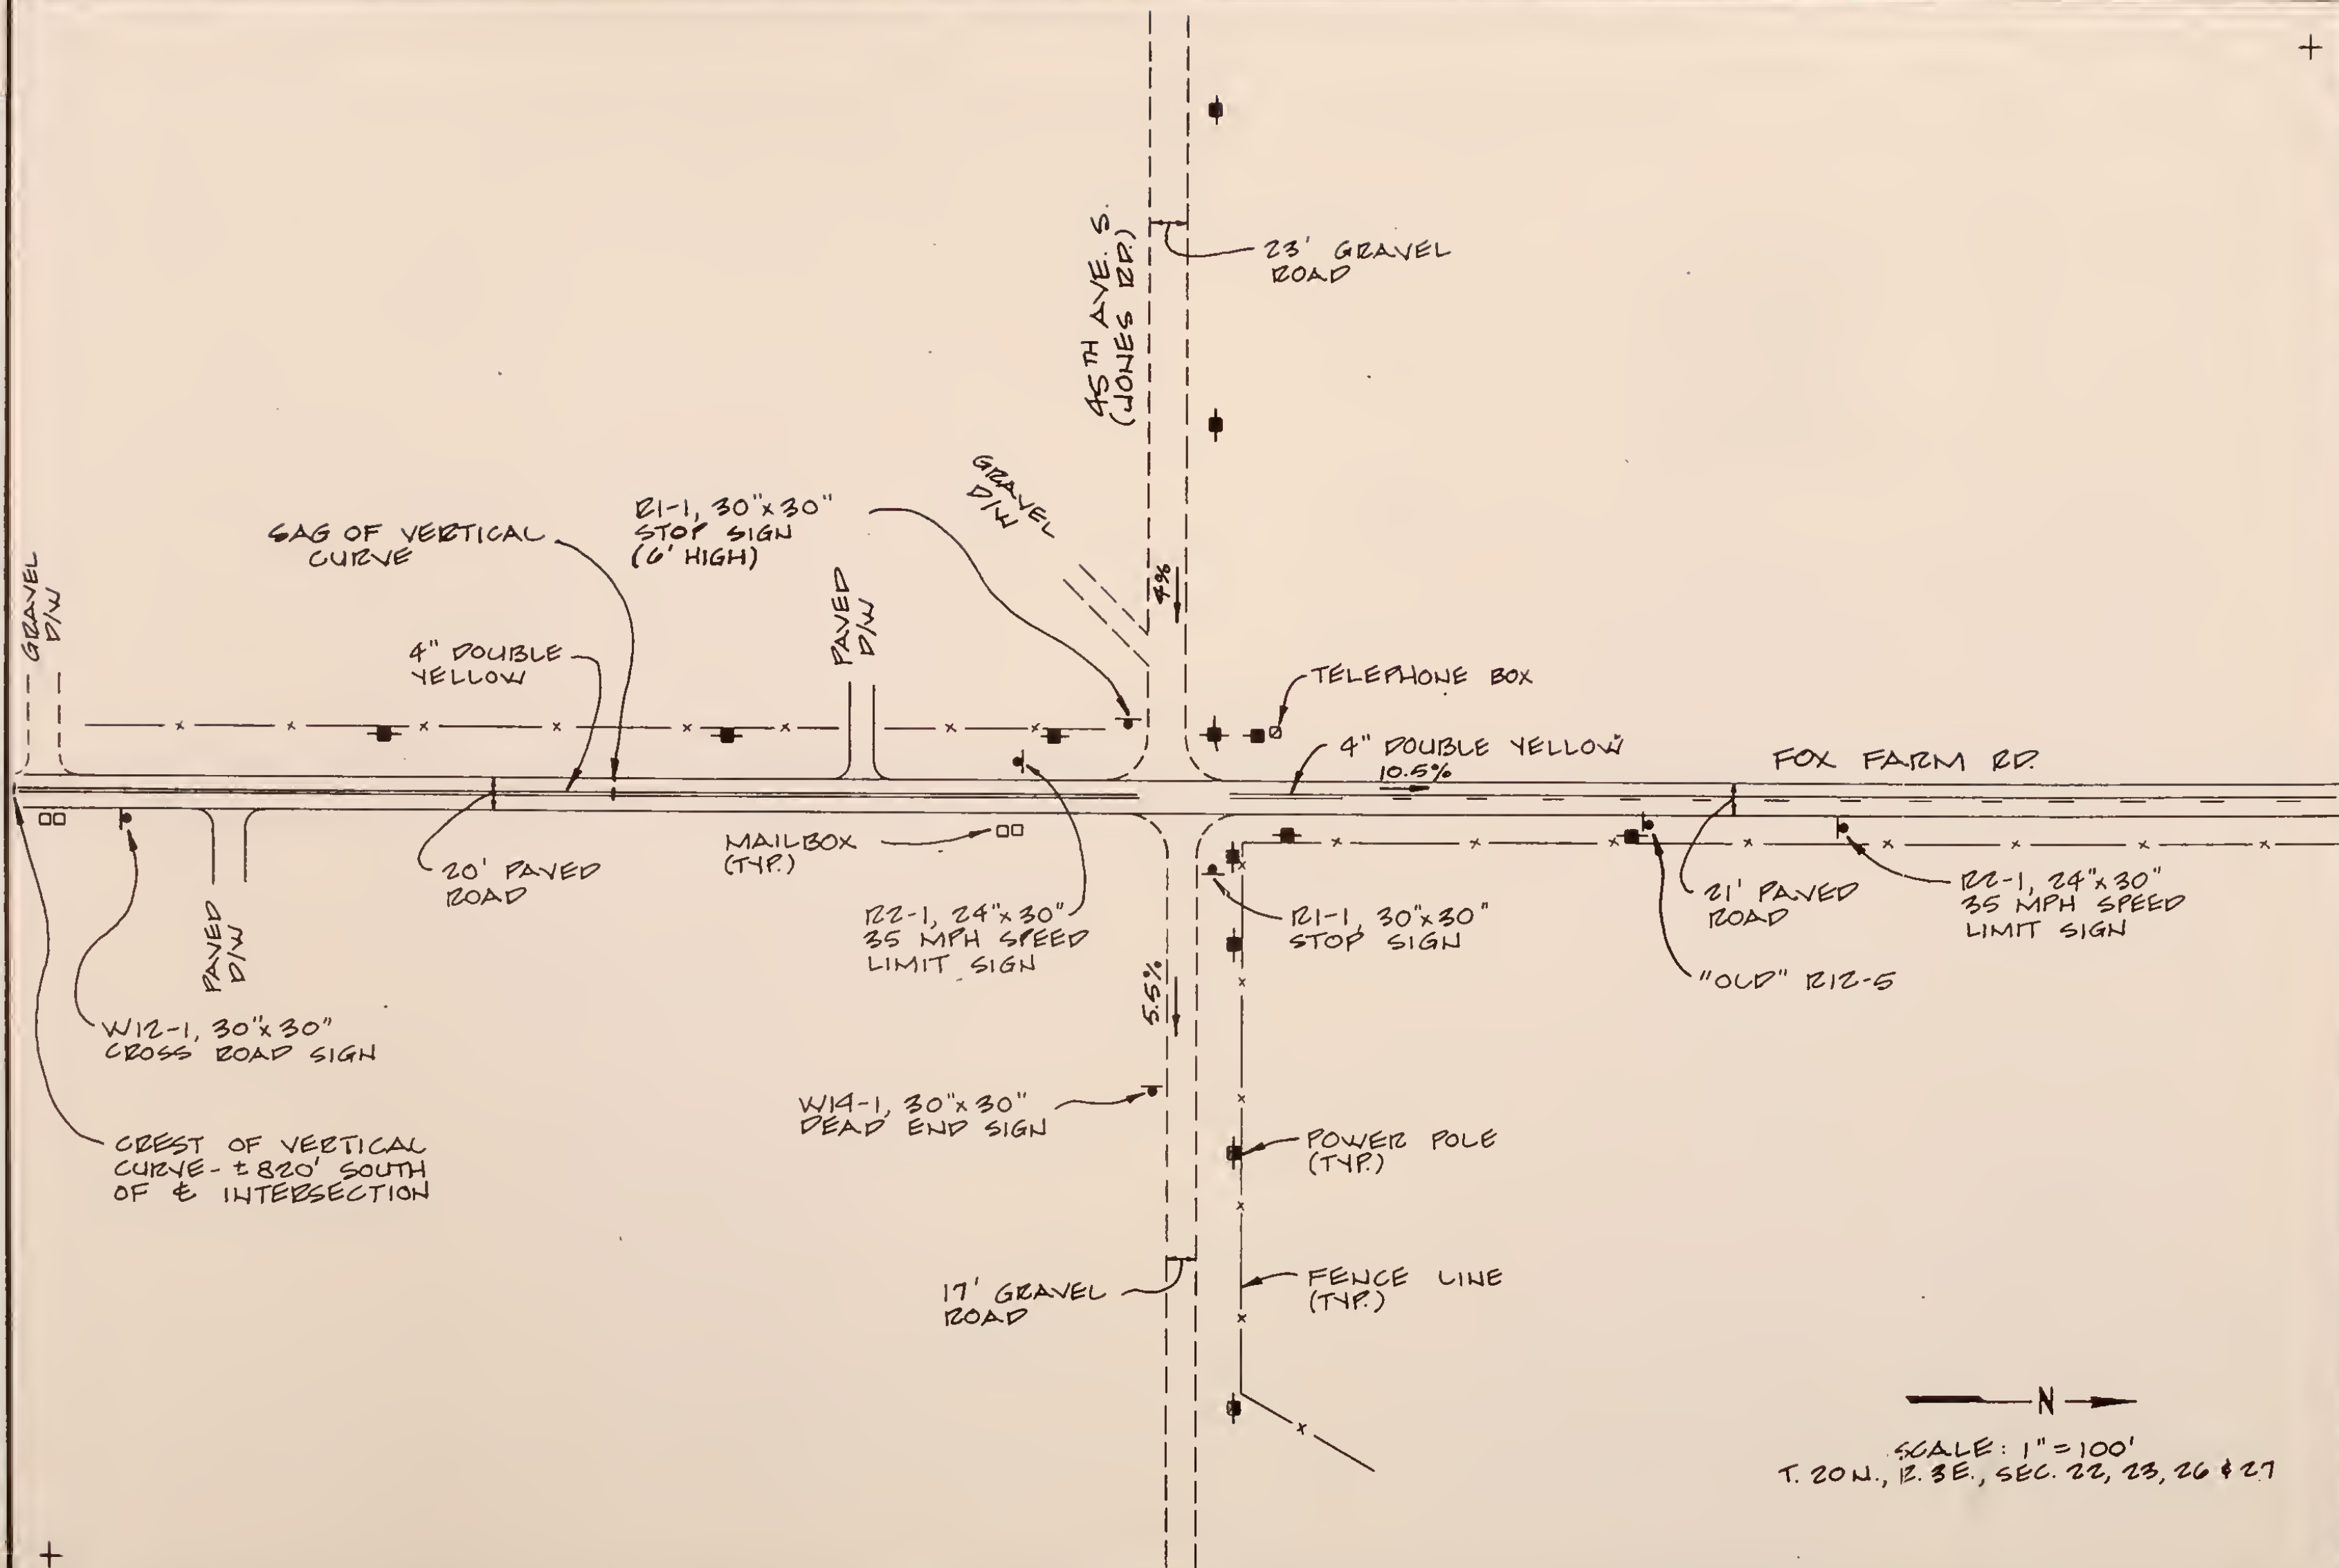 45TH AVE. S.
(JONES RD.)
23' GRAVEL
ROAD
GRAVEL
D/W
SAG OF VERTICAL
CURVE
R1-1, 30"x30"
STOP SIGN
(6' HIGH)
4%
GRAVEL
D/W
PAVED
D/W
4" DOUBLE
YELLOW
TELEPHONE BOX
4" DOUBLE YELLOW
10.5%
FOX FARM RD.
MAILBOX
(TYP.)
20' PAVED
ROAD
PAVED
D/W
R2-1, 24"x30"
35 MPH SPEED
LIMIT SIGN
R1-1, 30"x30"
STOP SIGN
21' PAVED
ROAD
R2-1, 24"x30"
35 MPH SPEED
LIMIT SIGN
"OLD" R12-5
5.5%
W12-1, 30"x30"
CROSS ROAD SIGN
W14-1, 30"x30"
DEAD END SIGN
CREST OF VERTICAL
CURVE - ±820' SOUTH
OF ℄ INTERSECTION
POWER POLE
(TYP.)
17' GRAVEL
ROAD
FENCE LINE
(TYP.)
N
SCALE: 1" = 100'
T. 20 N., R. 3 E., SEC. 22, 23, 26 & 27